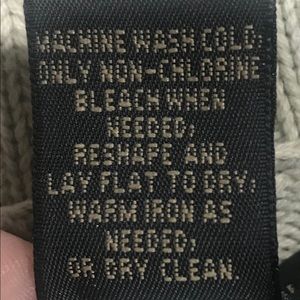 MACHINE WASH COLD;
ONLY NON-CHLORINE
BLEACH WHEN
NEEDED;
RESHAPE AND
LAY FLAT TO DRY;
WARM IRON AS
NEEDED;
OR DRY CLEAN.